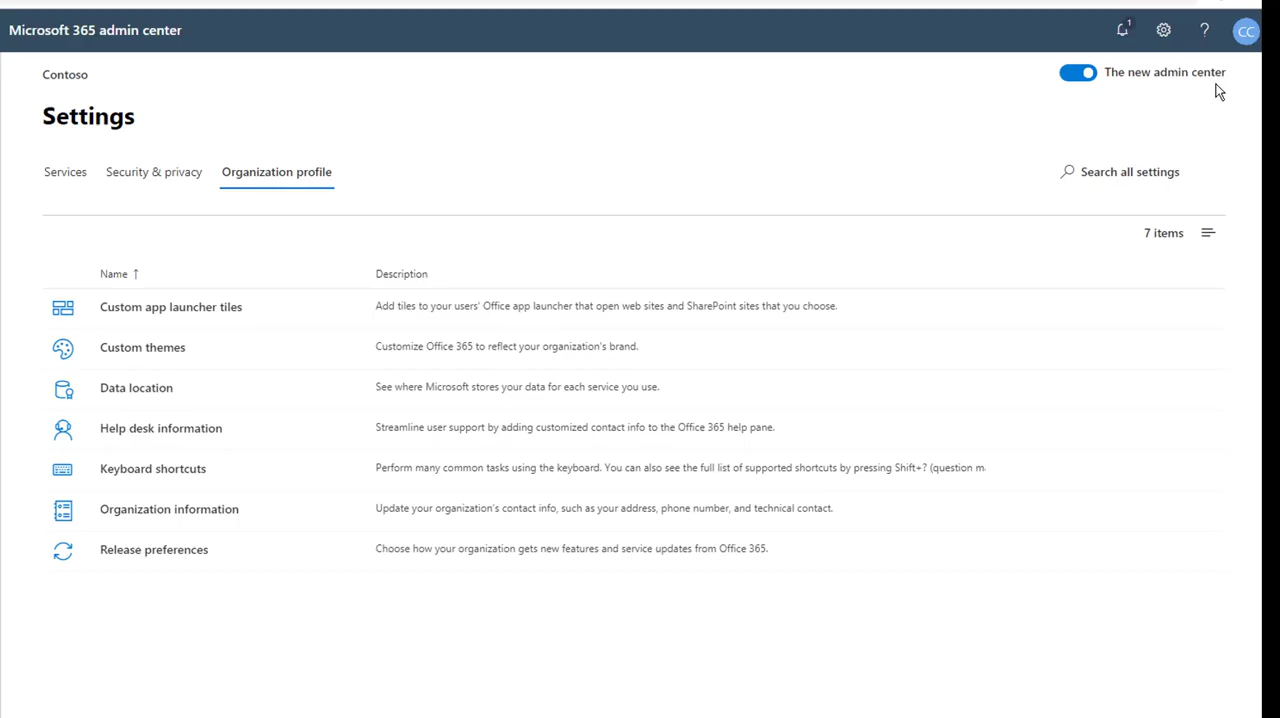 Microsoft 365 admin center
1
?
CC
Contoso
The new admin center
Settings
Services
Security & privacy
Organization profile
Search all settings
7 items
Name ↑
Description
Custom app launcher tiles
Add tiles to your users' Office app launcher that open web sites and SharePoint sites that you choose.
Custom themes
Customize Office 365 to reflect your organization's brand.
Data location
See where Microsoft stores your data for each service you use.
Help desk information
Streamline user support by adding customized contact info to the Office 365 help pane.
Keyboard shortcuts
Perform many common tasks using the keyboard. You can also see the full list of supported shortcuts by pressing Shift+? (question m
Organization information
Update your organization's contact info, such as your address, phone number, and technical contact.
Release preferences
Choose how your organization gets new features and service updates from Office 365.